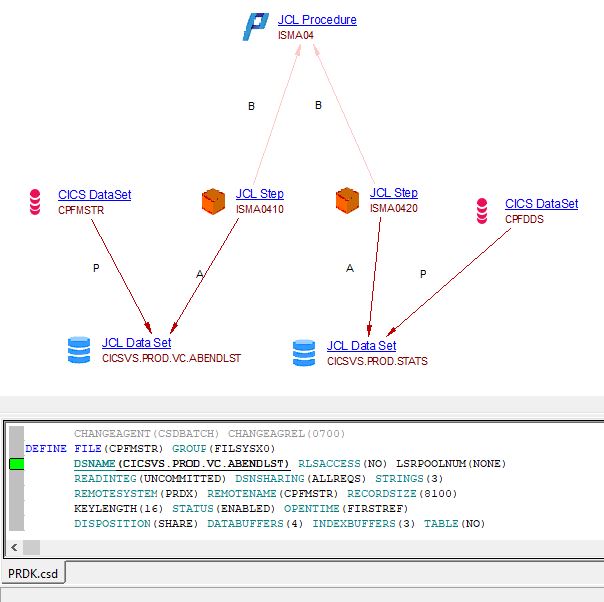 JCL Procedure
ISMA04
B
B
CICS DataSet
CPFMSTR
JCL Step
ISMA0410
JCL Step
ISMA0420
CICS DataSet
CPFDDS
P
A
A
P
JCL Data Set
CICSVS.PROD.VC.ABENDLST
JCL Data Set
CICSVS.PROD.STATS
CHANGEAGENT(CSDBATCH) CHANGEAGREL(0700)
DEFINE FILE(CPFMSTR) GROUP(FILSYSX0)
DSNAME(CICSVS.PROD.VC.ABENDLST) RLSACCESS(NO) LSRPOOLNUM(NONE)
READINTEG(UNCOMMITTED) DSNSHARING(ALLREQS) STRINGS(3)
REMOTESYSTEM(PRDX) REMOTENAME(CPFMSTR) RECORDSIZE(8100)
KEYLENGTH(16) STATUS(ENABLED) OPENTIME(FIRSTREF)
DISPOSITION(SHARE) DATABUFFERS(4) INDEXBUFFERS(3) TABLE(NO)
PRDK.csd